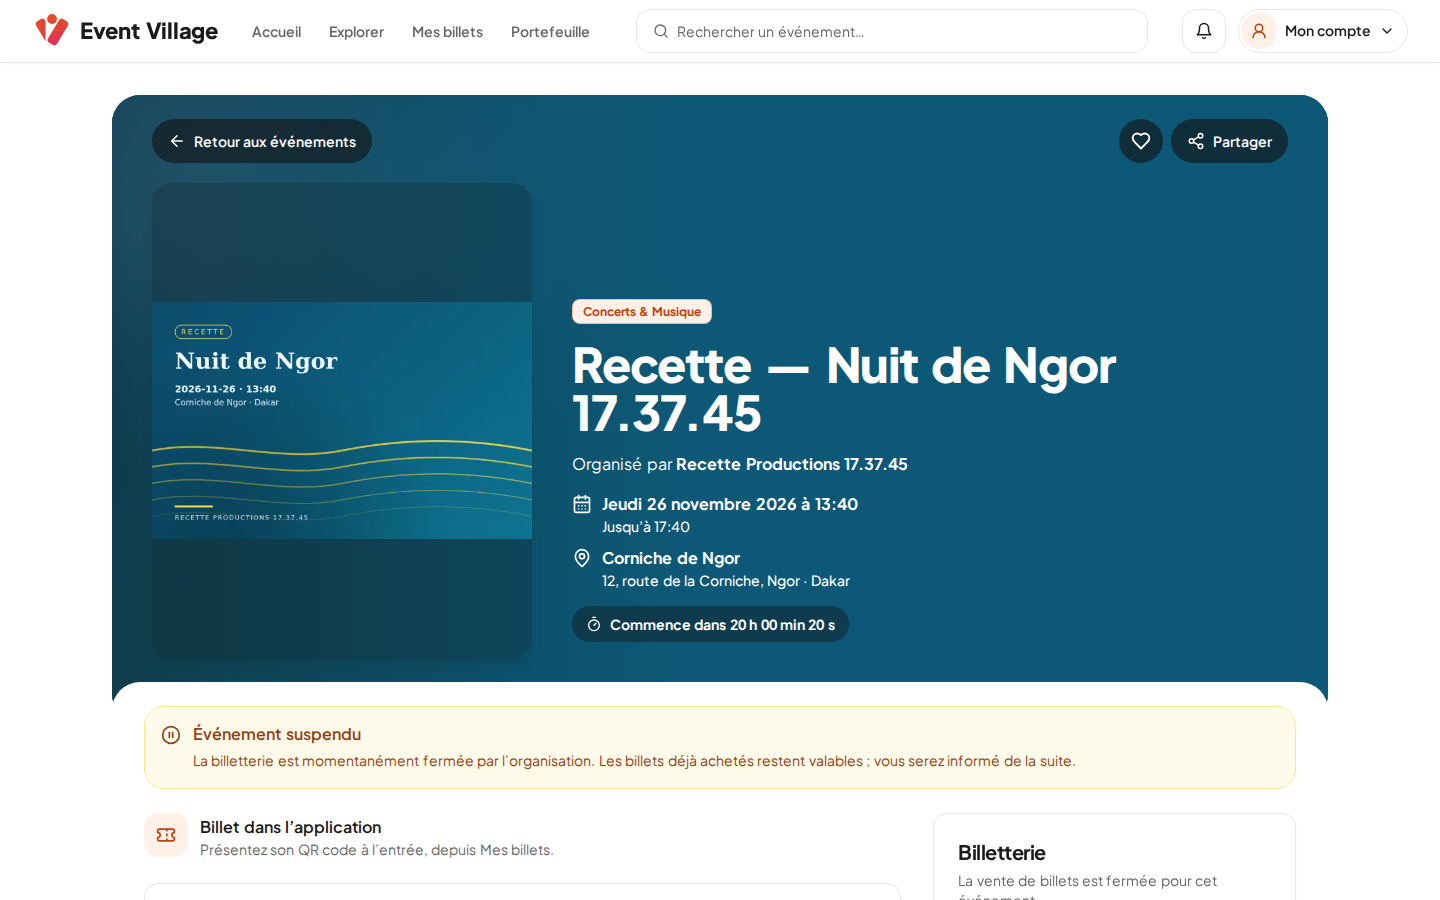 Event Village
Accueil
Explorer
Mes billets
Portefeuille
Rechercher un événement…
Mon compte
Retour aux événements
Partager
RECETTE
Nuit de Ngor
2026-11-26 · 13:40
Corniche de Ngor · Dakar
RECETTE PRODUCTIONS 17.37.45
Concerts & Musique
Recette — Nuit de Ngor
17.37.45
Organisé par Recette Productions 17.37.45
Jeudi 26 novembre 2026 à 13:40
Jusqu’à 17:40
Corniche de Ngor
12, route de la Corniche, Ngor · Dakar
Commence dans 20 h 00 min 20 s
Événement suspendu
La billetterie est momentanément fermée par l’organisation. Les billets déjà achetés restent valables ; vous serez informé de la suite.
Billet dans l’application
Présentez son QR code à l’entrée, depuis Mes billets.
Billetterie
La vente de billets est fermée pour cet
événement.